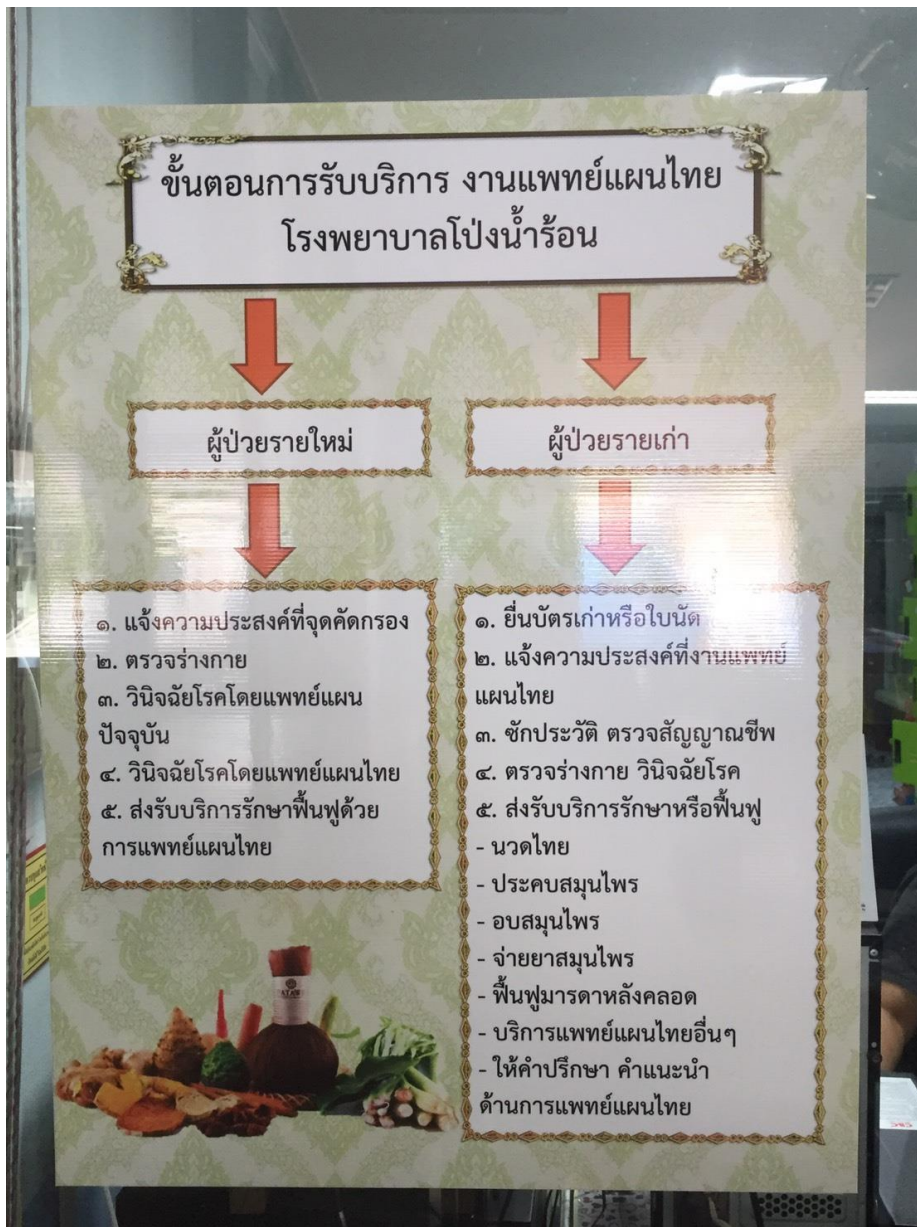 ขั้นตอนการรับบริการ งานแพทย์แผนไทย
โรงพยาบาลโป่งน้ำร้อน
ผู้ป่วยรายใหม่
๑. แจ้งความประสงค์ที่จุดคัดกรอง
๒. ตรวจร่างกาย
๓. วินิจฉัยโรคโดยแพทย์แผน
ปัจจุบัน
๔. วินิจฉัยโรคโดยแพทย์แผนไทย
๕. ส่งรับบริการรักษาฟื้นฟูด้วย
การแพทย์แผนไทย
ผู้ป่วยรายเก่า
๑. ยื่นบัตรเก่าหรือใบนัด
๒. แจ้งความประสงค์ที่งานแพทย์
แผนไทย
๓. ซักประวัติ ตรวจสัญญาณชีพ
๔. ตรวจร่างกาย วินิจฉัยโรค
๕. ส่งรับบริการรักษาหรือฟื้นฟู
- นวดไทย
- ประคบสมุนไพร
- อบสมุนไพร
- จ่ายยาสมุนไพร
- ฟื้นฟูมารดาหลังคลอด
- บริการแพทย์แผนไทยอื่นๆ
- ให้คำปรึกษา คำแนะนำ
ด้านการแพทย์แผนไทย